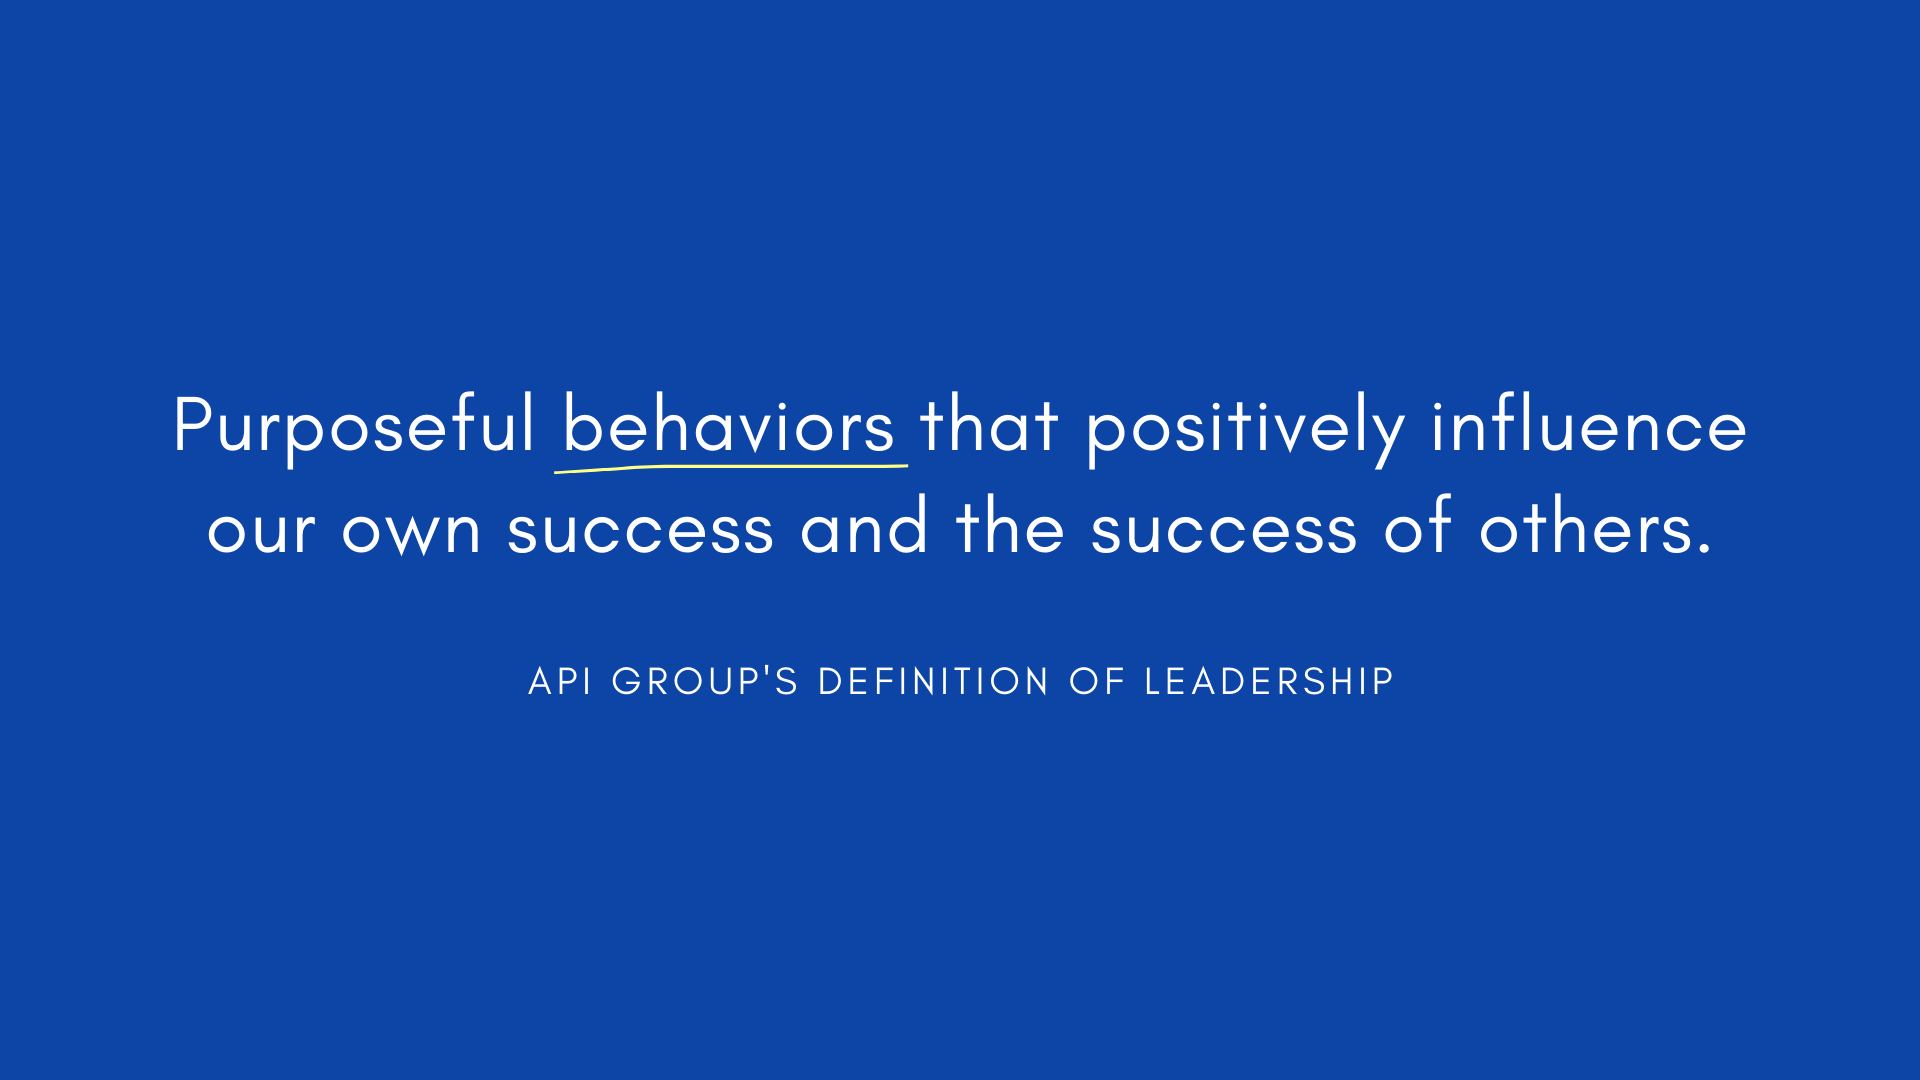 Purposeful behaviors that positively influence
our own success and the success of others.
API GROUP'S DEFINITION OF LEADERSHIP